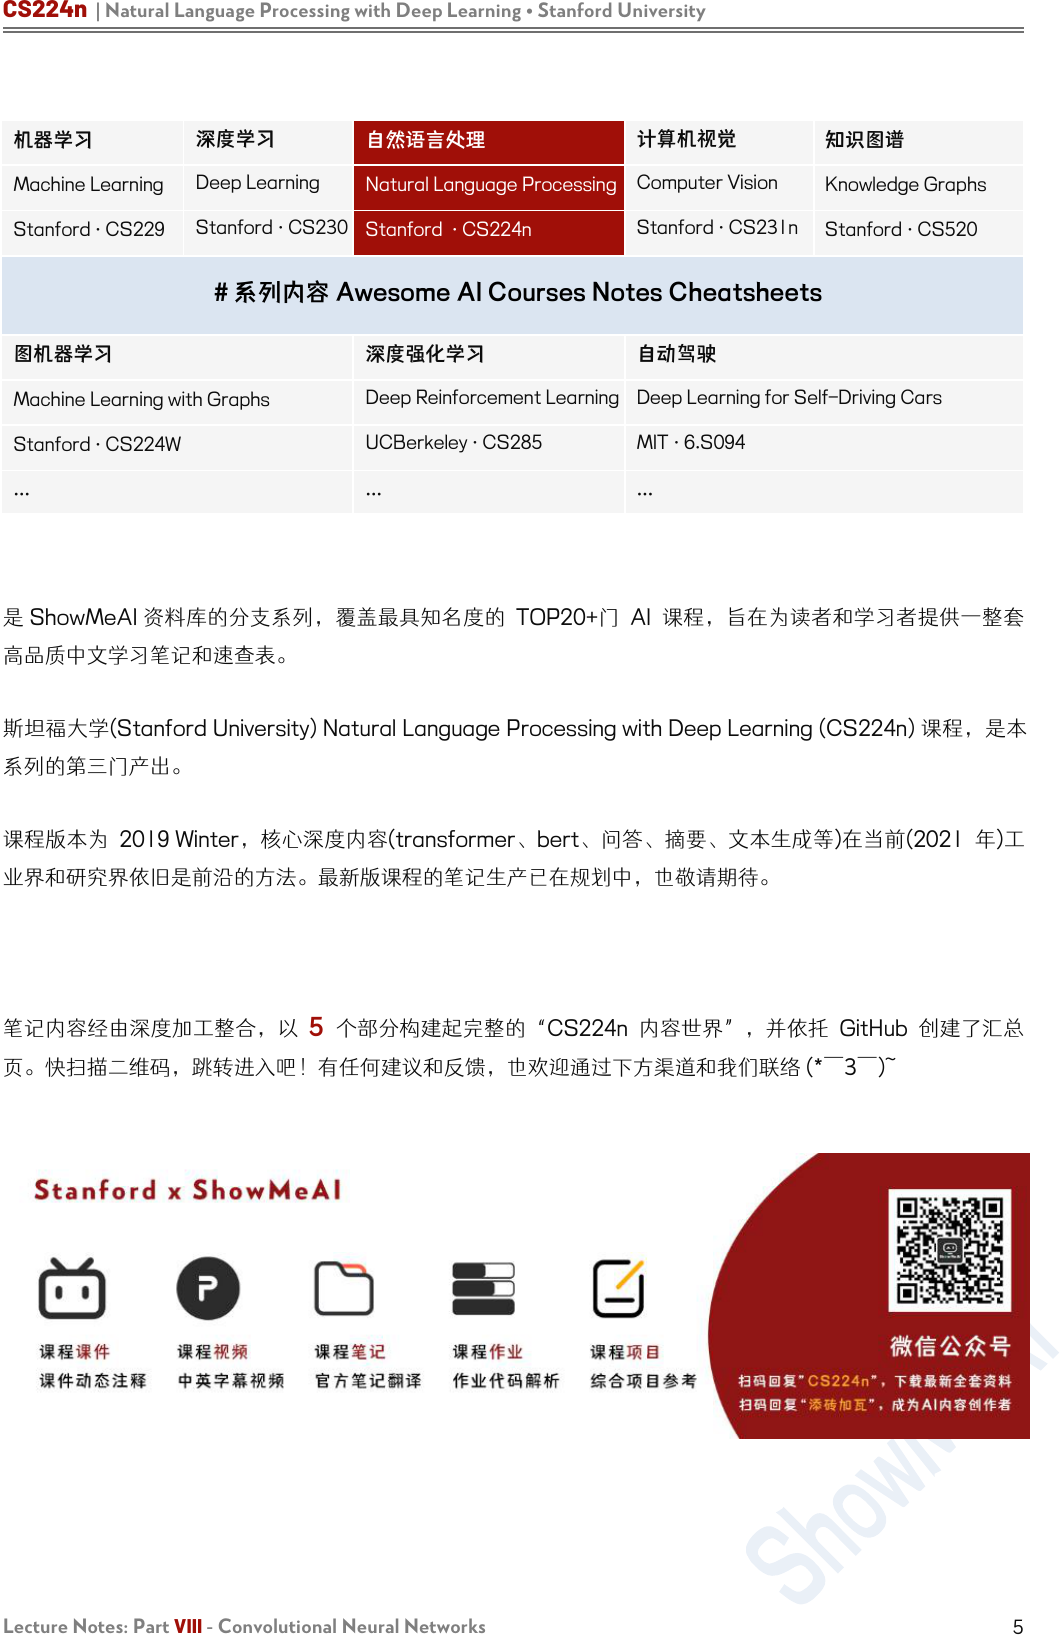 CS224n | Natural Language Processing with Deep Learning • Stanford University
机器学习 深度学习 自然语言处理 计算机视觉 知识图谱
Machine Learning Deep Learning Natural Language Processing Computer Vision Knowledge Graphs
Stanford · CS229 Stanford · CS230 Stanford · CS224n Stanford · CS231n Stanford · CS520
# 系列内容 Awesome AI Courses Notes Cheatsheets
图机器学习 深度强化学习 自动驾驶
Machine Learning with Graphs Deep Reinforcement Learning Deep Learning for Self-Driving Cars
Stanford · CS224W UCBerkeley · CS285 MIT · 6.S094
... ... ...
是 ShowMeAI 资料库的分支系列，覆盖最具知名度的 TOP20+门 AI 课程，旨在为读者和学习者提供一整套
高品质中文学习笔记和速查表。
斯坦福大学(Stanford University) Natural Language Processing with Deep Learning (CS224n) 课程，是本
系列的第三门产出。
课程版本为 2019 Winter，核心深度内容(transformer、bert、问答、摘要、文本生成等)在当前(2021 年)工
业界和研究界依旧是前沿的方法。最新版课程的笔记生产已在规划中，也敬请期待。
笔记内容经由深度加工整合，以 5 个部分构建起完整的“CS224n 内容世界”，并依托 GitHub 创建了汇总
页。快扫描二维码，跳转进入吧！有任何建议和反馈，也欢迎通过下方渠道和我们联络 (*￣3￣)~
Stanford x ShowMeAI
P
课程课件 课程视频 课程笔记 课程作业 课程项目
课件动态注释 中英字幕视频 官方笔记翻译 作业代码解析 综合项目参考
微信公众号
扫码回复”CS224n”，下载最新全套资料
扫码回复“添砖加瓦”，成为AI内容创作者
ShowMeAI
Lecture Notes: Part VIII - Convolutional Neural Networks 5